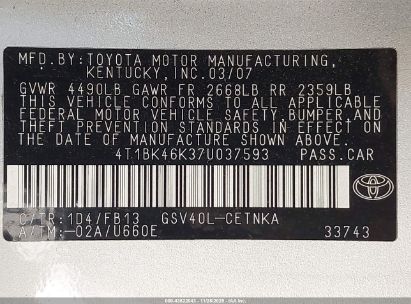 MFD.BY:TOYOTA MOTOR MANUFACTURING,
KENTUCKY,INC.03/07
GVWR 4490LB GAWR FR 2668LB RR 2359LB
THIS VEHICLE CONFORMS TO ALL APPLICABLE
FEDERAL MOTOR VEHICLE SAFETY,BUMPER,AND
THEFT PREVENTION STANDARDS IN EFFECT ON
THE DATE OF MANUFACTURE SHOWN ABOVE.
4T1BK46K37U037593 PASS.CAR
C/TR:1D4/FB13 GSV40L-CETNKA
A/TM:-02A/U660E 33743
TOYOTA